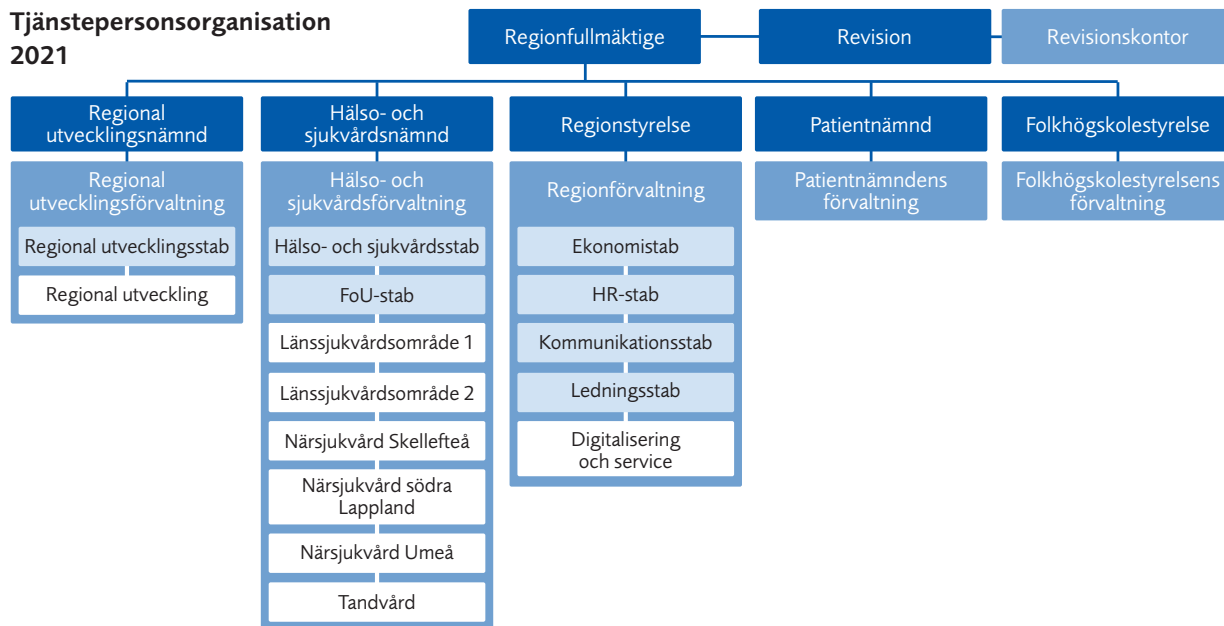 Tjänstepersonsorganisation
2021
Regionfullmäktige
Revision
Revisionskontor
Regional
utvecklingsnämnd
Hälso- och
sjukvårdsnämnd
Regionstyrelse
Patientnämnd
Folkhögskolestyrelse
Regional
utvecklingsförvaltning
Regional utvecklingsstab
Regional utveckling
Hälso- och
sjukvårdsförvaltning
Hälso- och sjukvårdsstab
FoU-stab
Länssjukvårdsområde 1
Länssjukvårdsområde 2
Närsjukvård Skellefteå
Närsjukvård södra
Lappland
Närsjukvård Umeå
Tandvård
Regionförvaltning
Ekonomistab
HR-stab
Kommunikationsstab
Ledningsstab
Digitalisering
och service
Patientnämndens
förvaltning
Folkhögskolestyrelsens
förvaltning